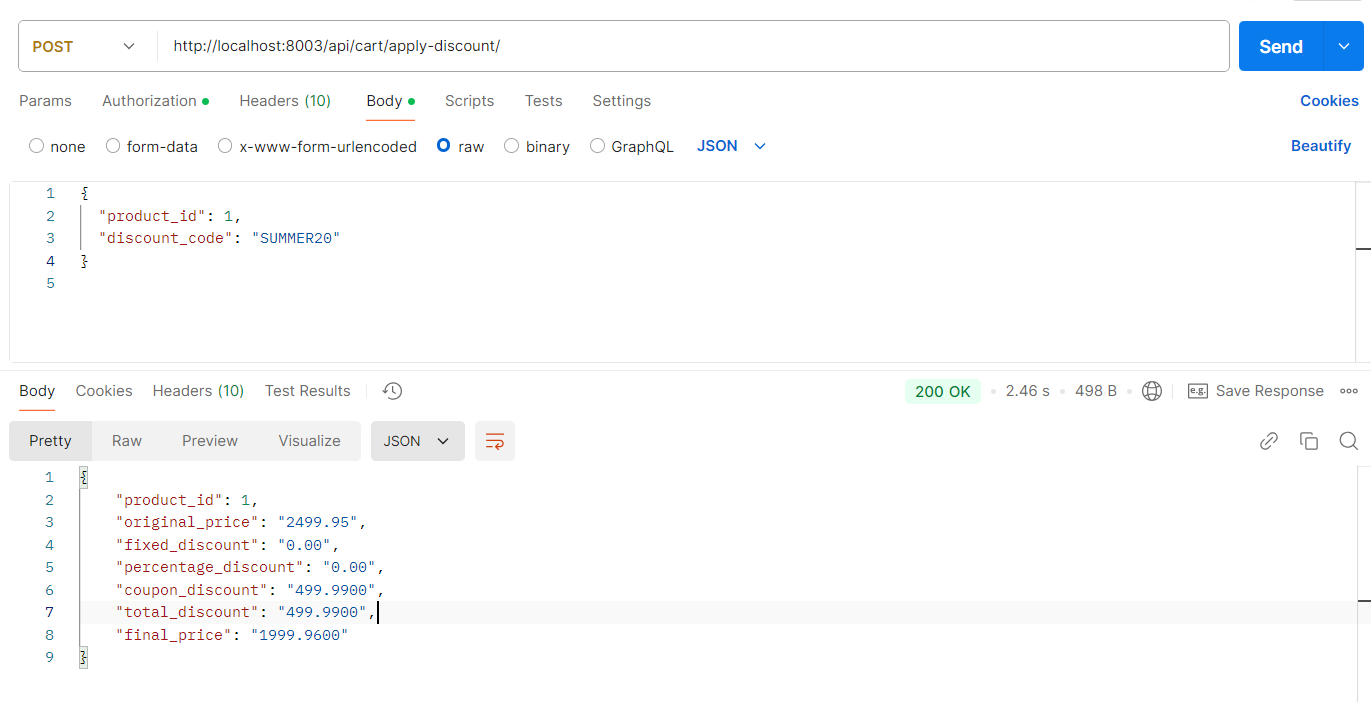 POST http://localhost:8003/api/cart/apply-discount/ Send
Params Authorization Headers (10) Body Scripts Tests Settings Cookies
none form-data x-www-form-urlencoded raw binary GraphQL JSON Beautify
1 {
2 "product_id": 1,
3 "discount_code": "SUMMER20"
4 }
5
Body Cookies Headers (10) Test Results 200 OK 2.46 s 498 B e.g. Save Response
Pretty Raw Preview Visualize JSON
1 {
2 "product_id": 1,
3 "original_price": "2499.95",
4 "fixed_discount": "0.00",
5 "percentage_discount": "0.00",
6 "coupon_discount": "499.9900",
7 "total_discount": "499.9900",
8 "final_price": "1999.9600"
9 }